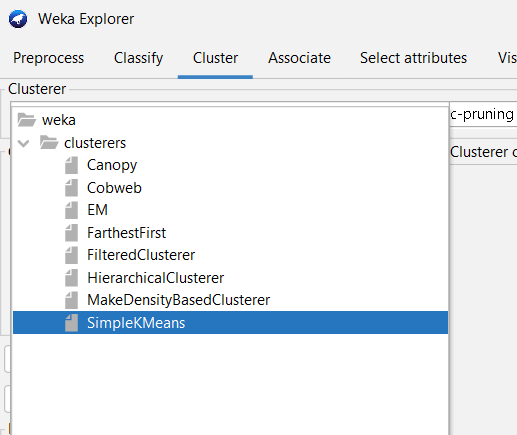 Weka Explorer
Preprocess Classify Cluster Associate Select attributes
Clusterer
weka
c-pruning
clusterers
Clusterer
Canopy
Cobweb
EM
FarthestFirst
FilteredClusterer
HierarchicalClusterer
MakeDensityBasedClusterer
SimpleKMeans